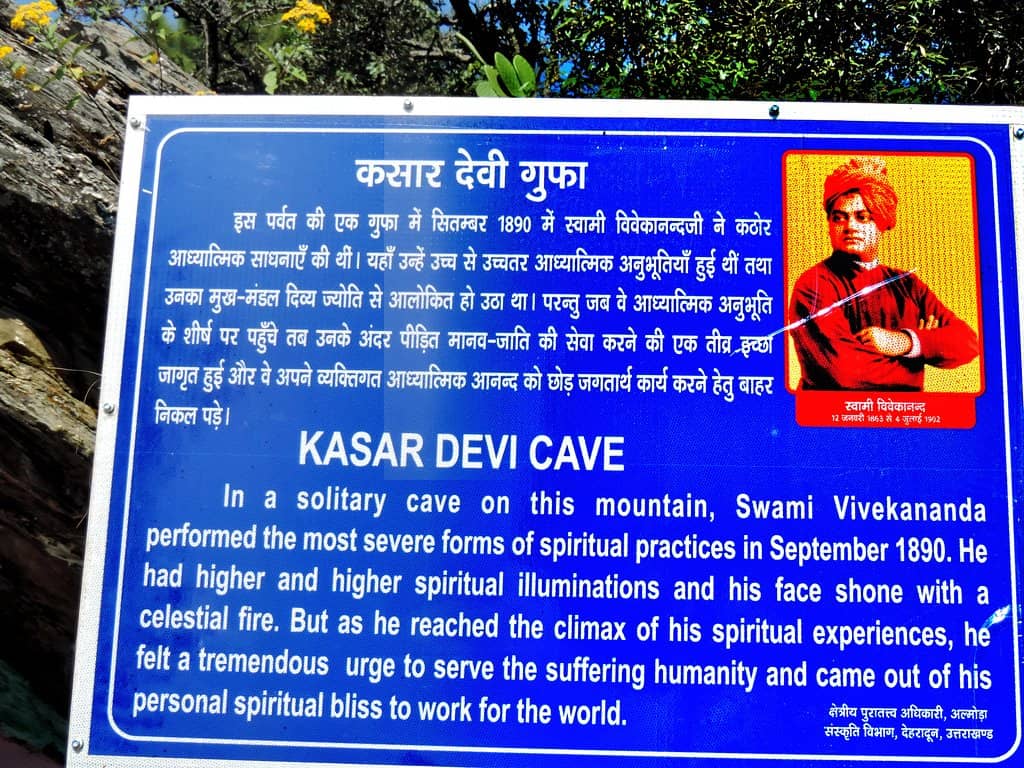 कसार देवी गुफा
इस पर्वत की एक गुफा में सितम्बर 1890 में स्वामी विवेकानन्दजी ने कठोर
आध्यात्मिक साधनाएँ की थीं। यहाँ उन्हें उच्च से उच्चतर आध्यात्मिक अनुभूतियाँ हुई थीं तथा
उनका मुख-मंडल दिव्य ज्योति से आलोकित हो उठा था। परन्तु जब वे आध्यात्मिक अनुभूति
के शीर्ष पर पहुँचे तब उनके अंदर पीड़ित मानव-जाति की सेवा करने की एक तीव्र इच्छा
जागृत हुई और वे अपने व्यक्तिगत आध्यात्मिक आनन्द को छोड़ जगतार्थ कार्य करने हेतु बाहर
निकल पड़े।
स्वामी विवेकानन्द
12 जनवरी 1863 से 4 जुलाई 1902
KASAR DEVI CAVE
In a solitary cave on this mountain, Swami Vivekananda
performed the most severe forms of spiritual practices in September 1890. He
had higher and higher spiritual illuminations and his face shone with a
celestial fire. But as he reached the climax of his spiritual experiences, he
felt a tremendous urge to serve the suffering humanity and came out of his
personal spiritual bliss to work for the world.
क्षेत्रीय पुरातत्त्व अधिकारी, अल्मोड़ा
संस्कृति विभाग, देहरादून, उत्तराखण्ड